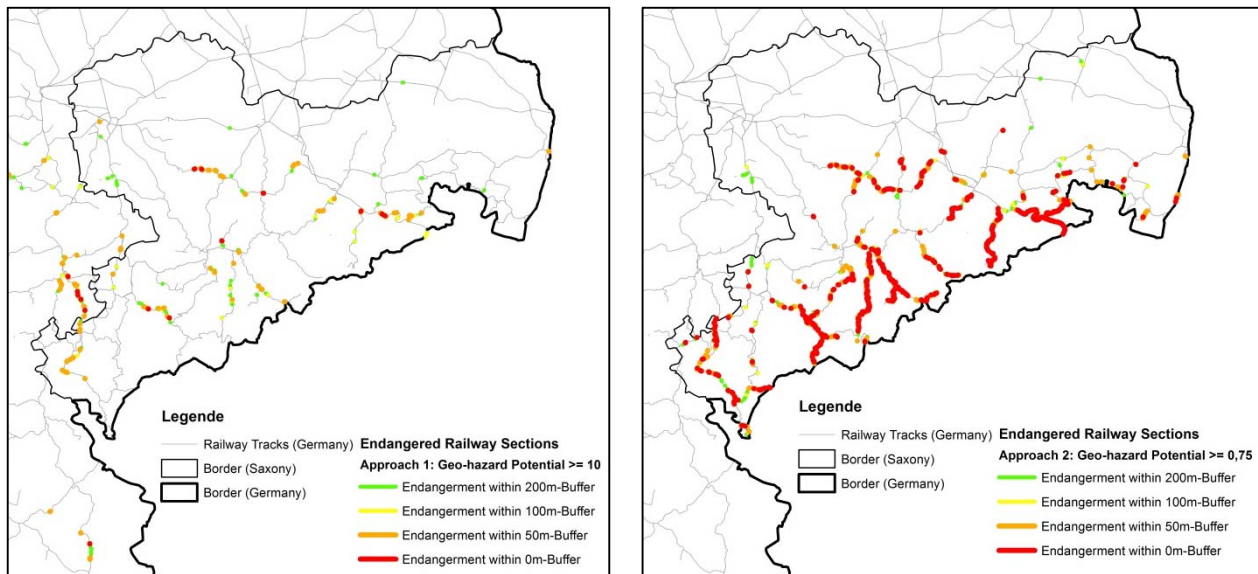 Legende
Railway Tracks (Germany)
Border (Saxony)
Border (Germany)
Endangered Railway Sections
Approach 1: Geo-hazard Potential >= 10
Endangerment within 200m-Buffer
Endangerment within 100m-Buffer
Endangerment within 50m-Buffer
Endangerment within 0m-Buffer
Legende
Railway Tracks (Germany)
Border (Saxony)
Border (Germany)
Endangered Railway Sections
Approach 2: Geo-hazard Potential >= 0,75
Endangerment within 200m-Buffer
Endangerment within 100m-Buffer
Endangerment within 50m-Buffer
Endangerment within 0m-Buffer